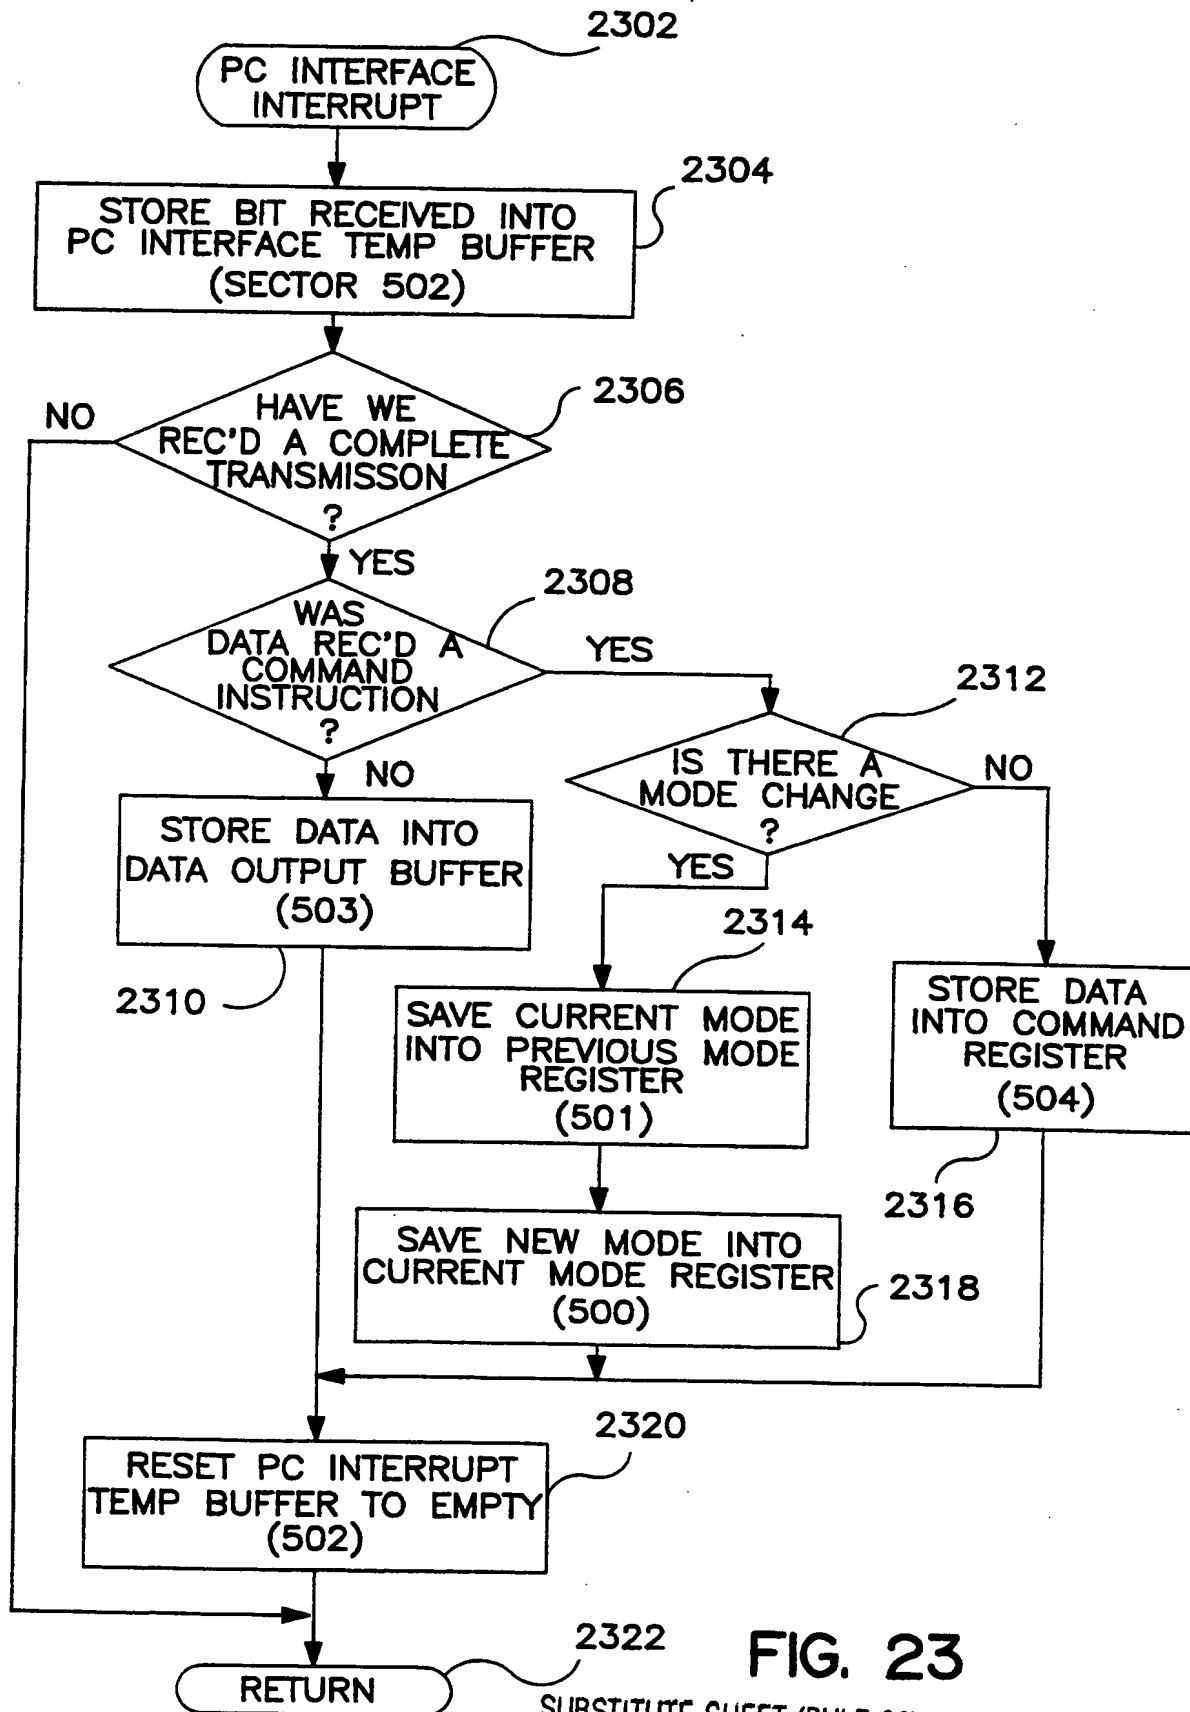 2302
PC INTERFACE
INTERRUPT
2304
STORE BIT RECEIVED INTO
PC INTERFACE TEMP BUFFER
(SECTOR 502)
2306
NO
HAVE WE
REC'D A COMPLETE
TRANSMISSON
?
YES
2308
WAS
DATA REC'D A
COMMAND
INSTRUCTION
?
YES
2312
NO
IS THERE A
MODE CHANGE
?
NO
YES
STORE DATA INTO
DATA OUTPUT BUFFER
(503)
2310
2314
SAVE CURRENT MODE
INTO PREVIOUS MODE
REGISTER
(501)
STORE DATA
INTO COMMAND
REGISTER
(504)
2316
SAVE NEW MODE INTO
CURRENT MODE REGISTER
(500)
2318
2320
RESET PC INTERRUPT
TEMP BUFFER TO EMPTY
(502)
2322
RETURN
FIG. 23
SUBSTITUTE SHEET (RULE